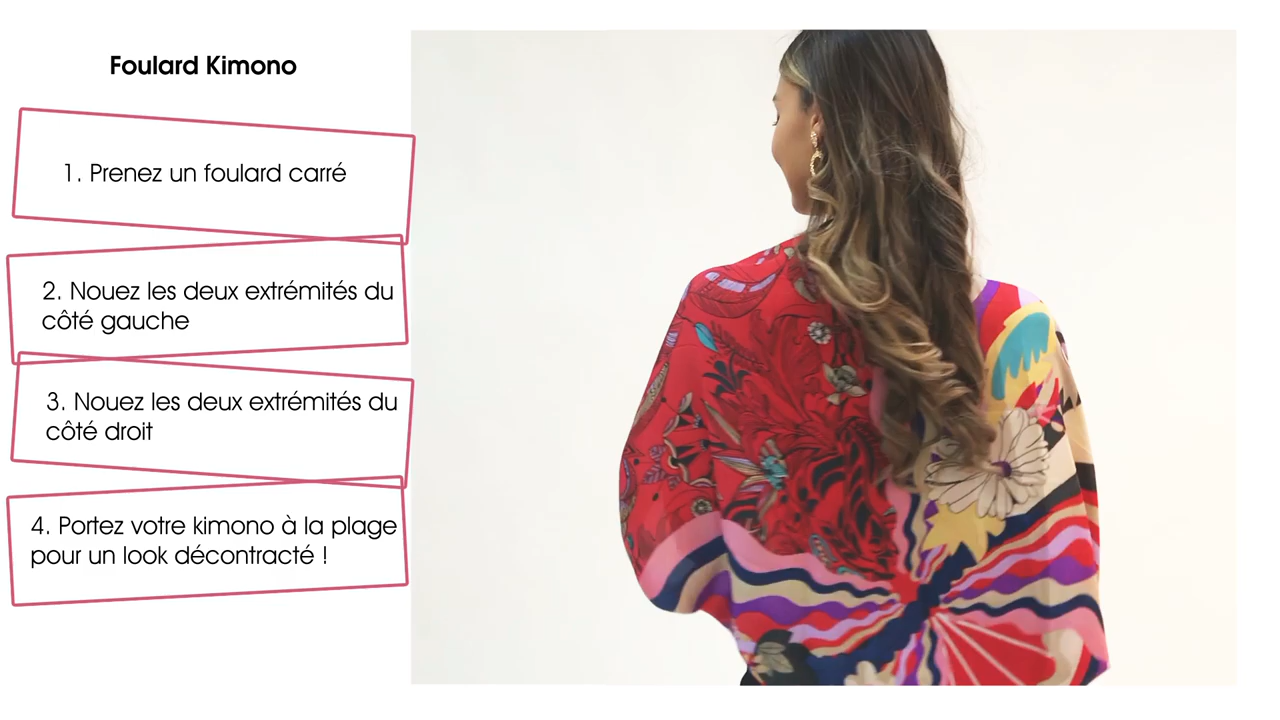 Foulard Kimono
1. Prenez un foulard carré
2. Nouez les deux extrémités du
côté gauche
3. Nouez les deux extrémités du
côté droit
4. Portez votre kimono à la plage
pour un look décontracté !